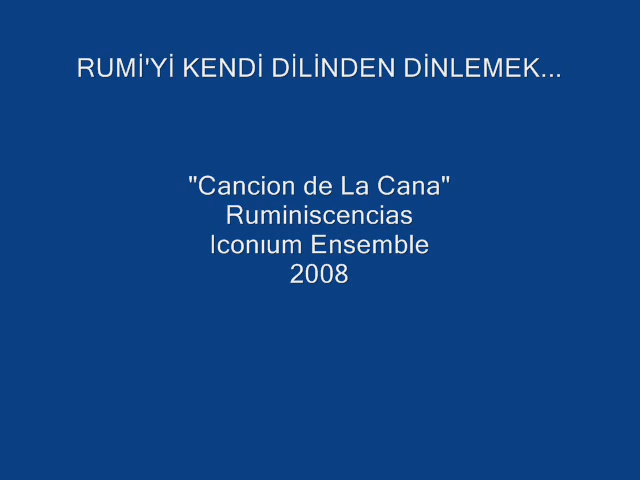 RUMİ'Yİ KENDİ DİLİNDEN DİNLEMEK...
"Cancion de La Cana"
Ruminiscencias
Iconıum Ensemble
2008